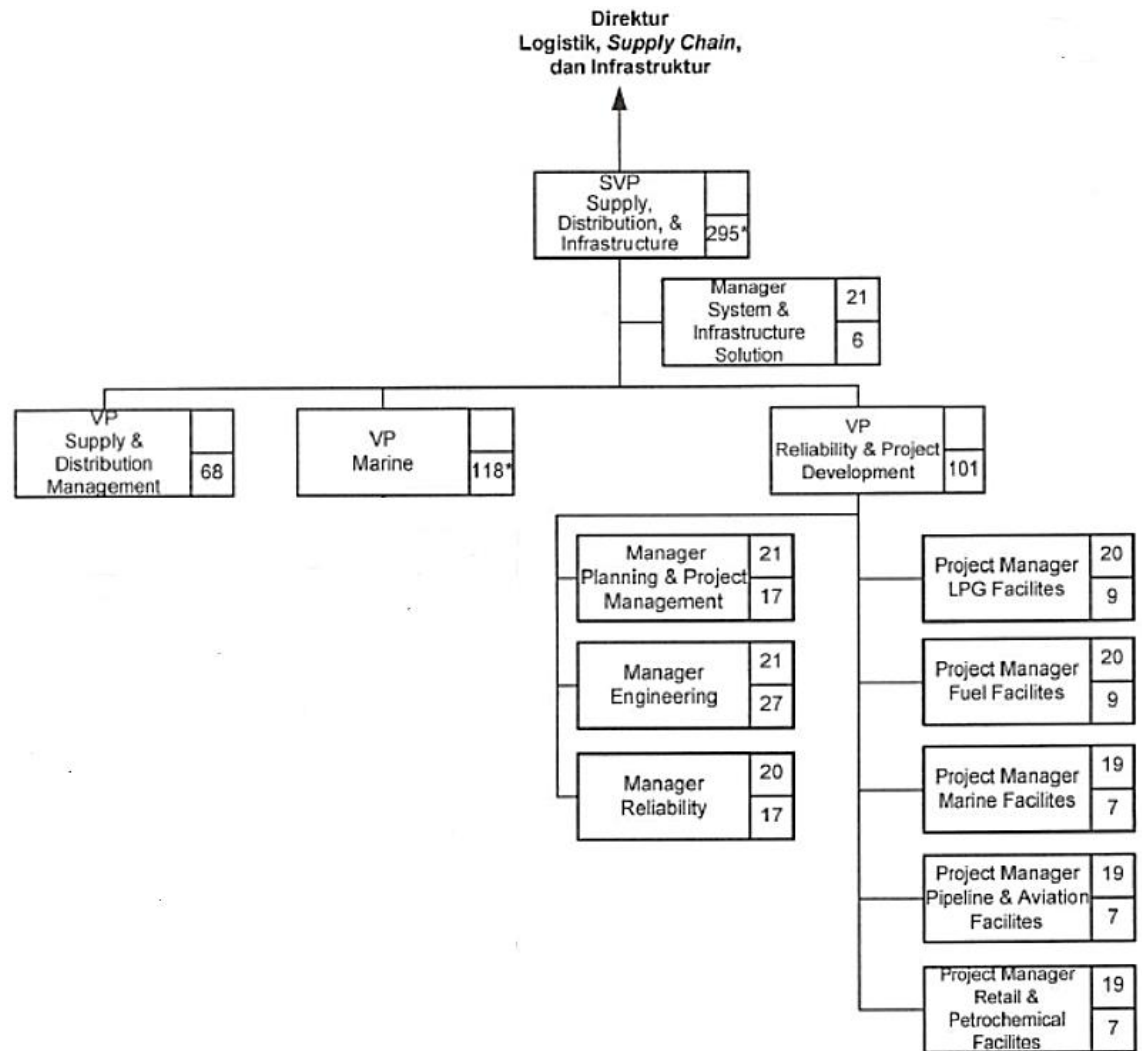 Direktur
Logistik, Supply Chain,
dan Infrastruktur
SVP
Supply,
Distribution, &
Infrastructure
295*
Manager
System &
Infrastructure
Solution
21
6
VP
Supply &
Distribution
Management
68
VP
Marine
118*
VP
Reliability & Project
Development
101
Manager
Planning & Project
Management
21
17
Manager
Engineering
21
27
Manager
Reliability
20
17
Project Manager
LPG Facilites
20
9
Project Manager
Fuel Facilites
20
9
Project Manager
Marine Facilites
19
7
Project Manager
Pipeline & Aviation
Facilites
19
7
Project Manager
Retail &
Petrochemical
Facilites
19
7